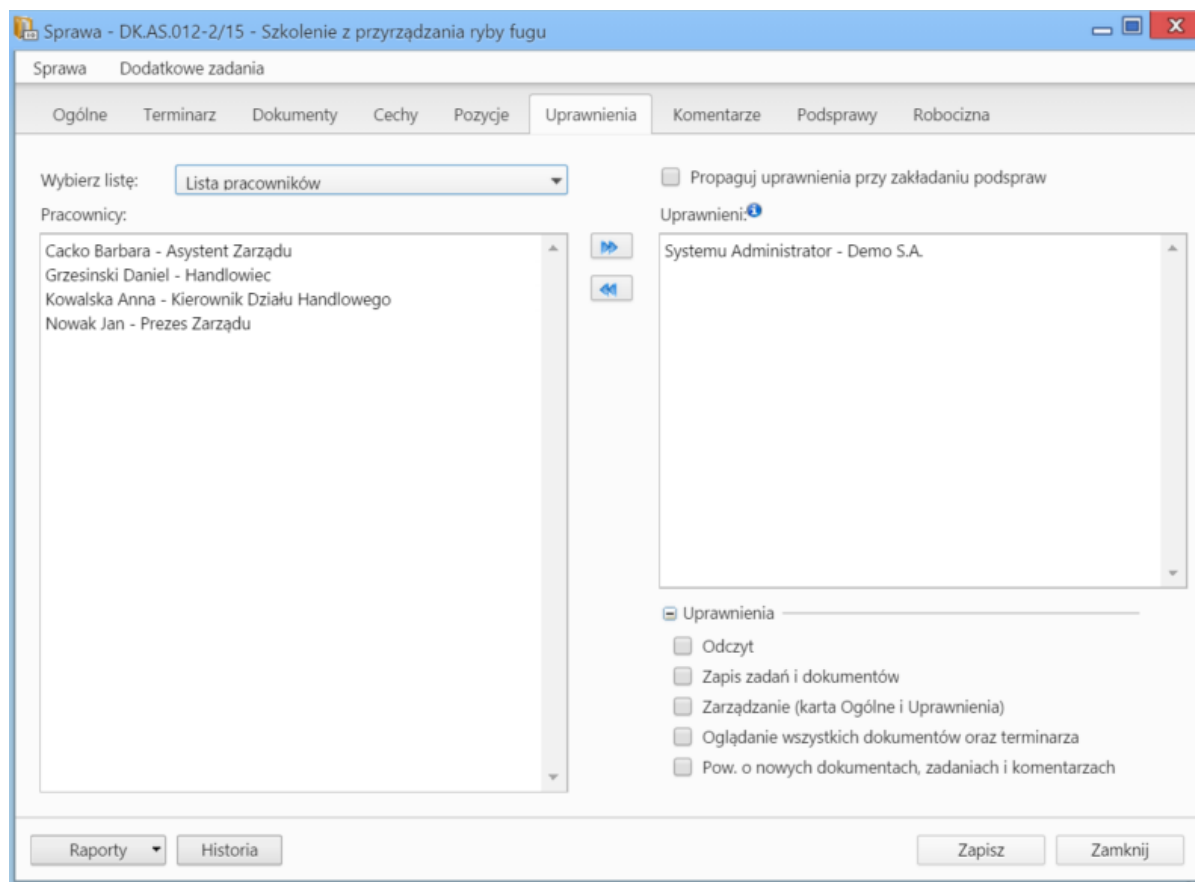 Sprawa - DK.AS.012-2/15 - Szkolenie z przyrządzania ryby fugu
Sprawa Dodatkowe zadania
Ogólne Terminarz Dokumenty Cechy Pozycje Uprawnienia Komentarze Podsprawy Robocizna
Wybierz listę: Lista pracowników
Propaguj uprawnienia przy zakładaniu podspraw
Pracownicy:
Cacko Barbara - Asystent Zarządu
Grzesinski Daniel - Handlowiec
Kowalska Anna - Kierownik Działu Handlowego
Nowak Jan - Prezes Zarządu
Uprawnieni:
Systemu Administrator - Demo S.A.
Uprawnienia
Odczyt
Zapis zadań i dokumentów
Zarządzanie (karta Ogólne i Uprawnienia)
Oglądanie wszystkich dokumentów oraz terminarza
Pow. o nowych dokumentach, zadaniach i komentarzach
Raporty Historia Zapisz Zamknij